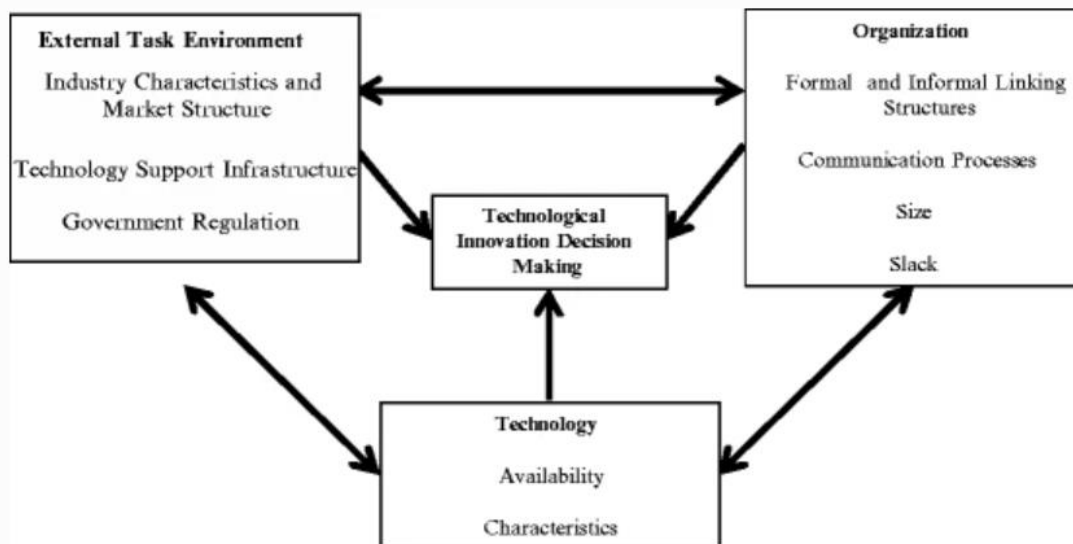 External Task Environment
Industry Characteristics and
Market Structure
Technology Support Infrastructure
Government Regulation
Organization
Formal and Informal Linking
Structures
Communication Processes
Size
Slack
Technological
Innovation Decision
Making
Technology
Availability
Characteristics